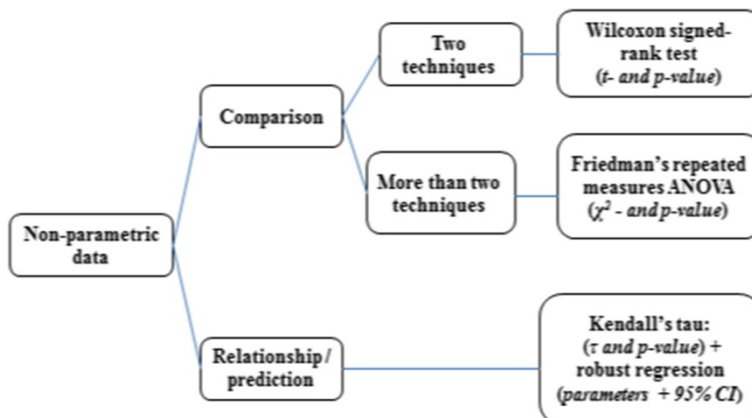 Two
techniques
Wilcoxon signed-
rank test
(t- and p-value)
Comparison
More than two
techniques
Friedman's repeated
measures ANOVA
(χ² - and p-value)
Non-parametric
data
Relationship/
prediction
Kendall's tau:
(τ and p-value) +
robust regression
(parameters + 95% CI)